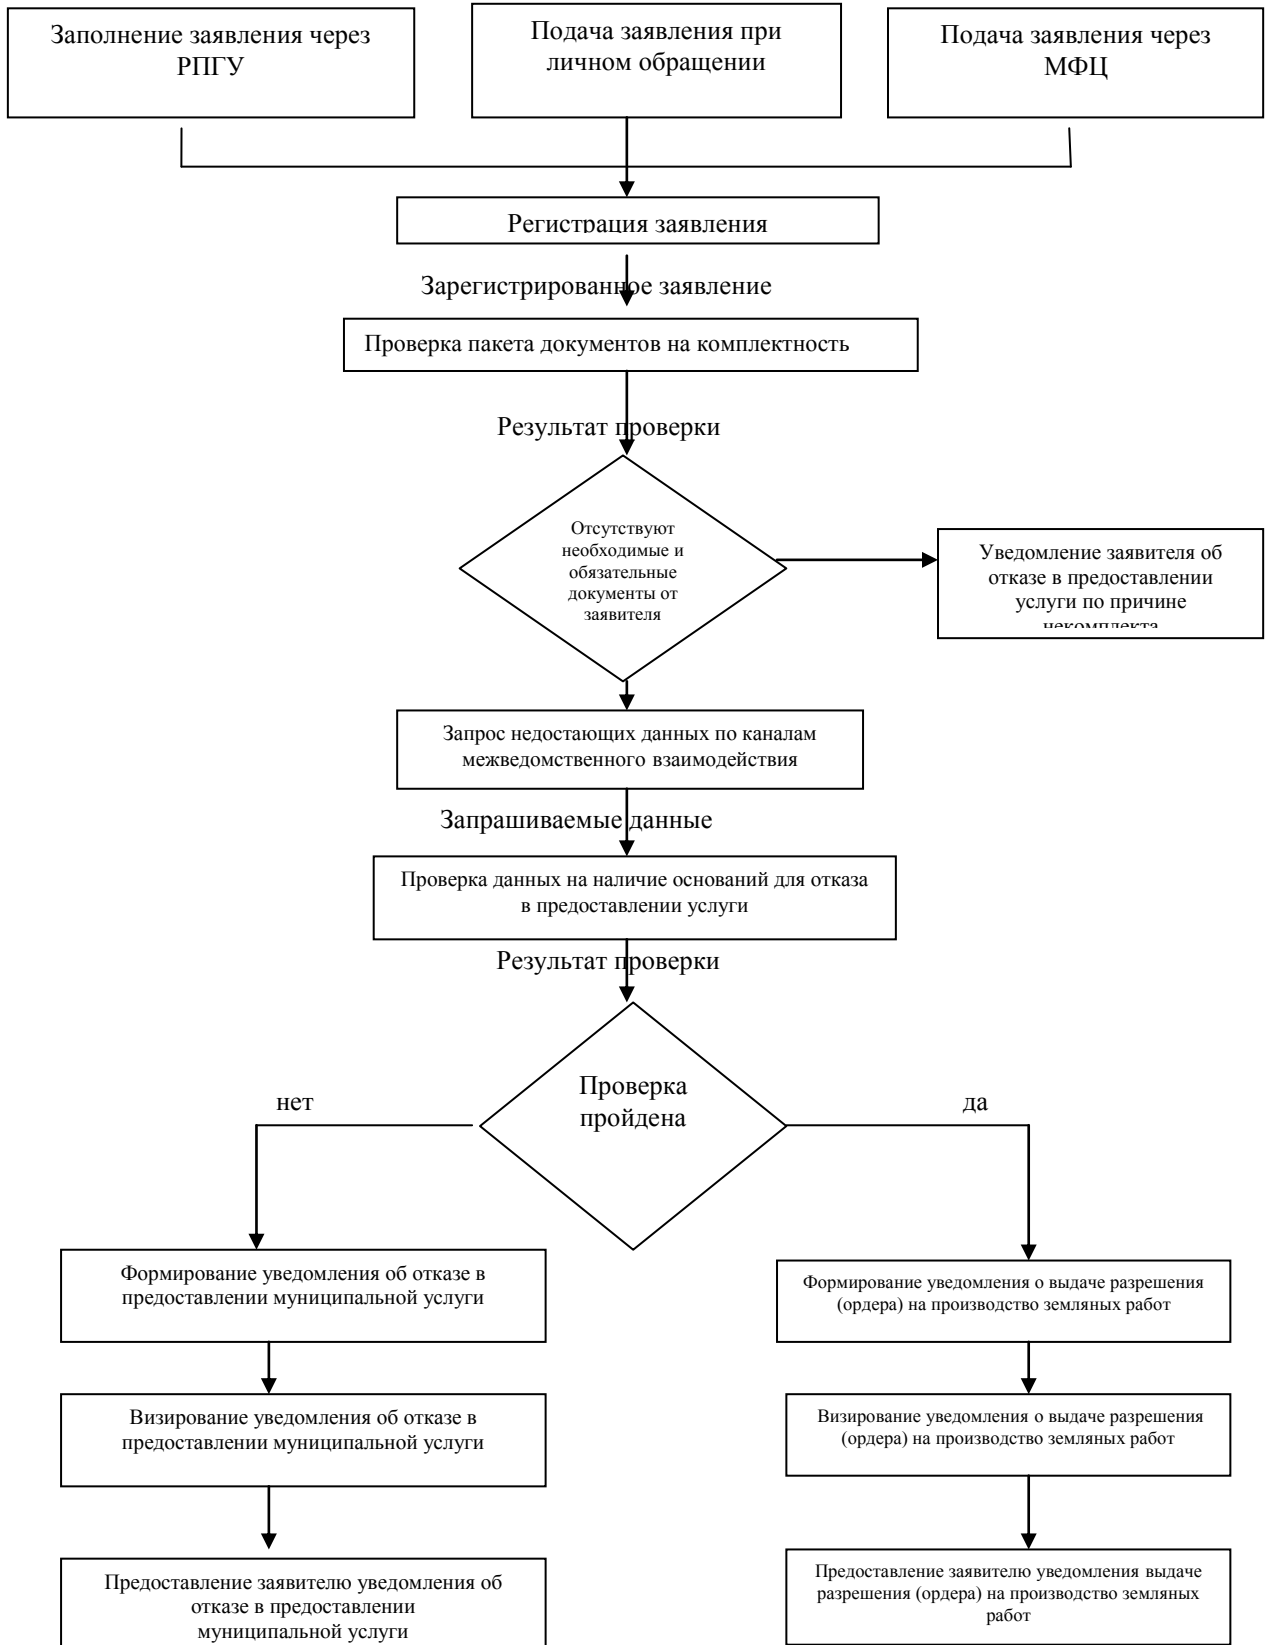 Заполнение заявления через
РПГУ
Подача заявления при
личном обращении
Подача заявления через
МФЦ
Регистрация заявления
Зарегистрированное заявление
Проверка пакета документов на комплектность
Результат проверки
Отсутствуют
необходимые и
обязательные
документы от
заявителя
Уведомление заявителя об
отказе в предоставлении
услуги по причине
некомплекта
Запрос недостающих данных по каналам
межведомственного взаимодействия
Запрашиваемые данные
Проверка данных на наличие оснований для отказа
в предоставлении услуги
Результат проверки
Проверка
пройдена
нет
да
Формирование уведомления об отказе в
предоставлении муниципальной услуги
Формирование уведомления о выдаче разрешения
(ордера) на производство земляных работ
Визирование уведомления об отказе в
предоставлении муниципальной услуги
Визирование уведомления о выдаче разрешения
(ордера) на производство земляных работ
Предоставление заявителю уведомления об
отказе в предоставлении
муниципальной услуги
Предоставление заявителю уведомления выдаче
разрешения (ордера) на производство земляных
работ